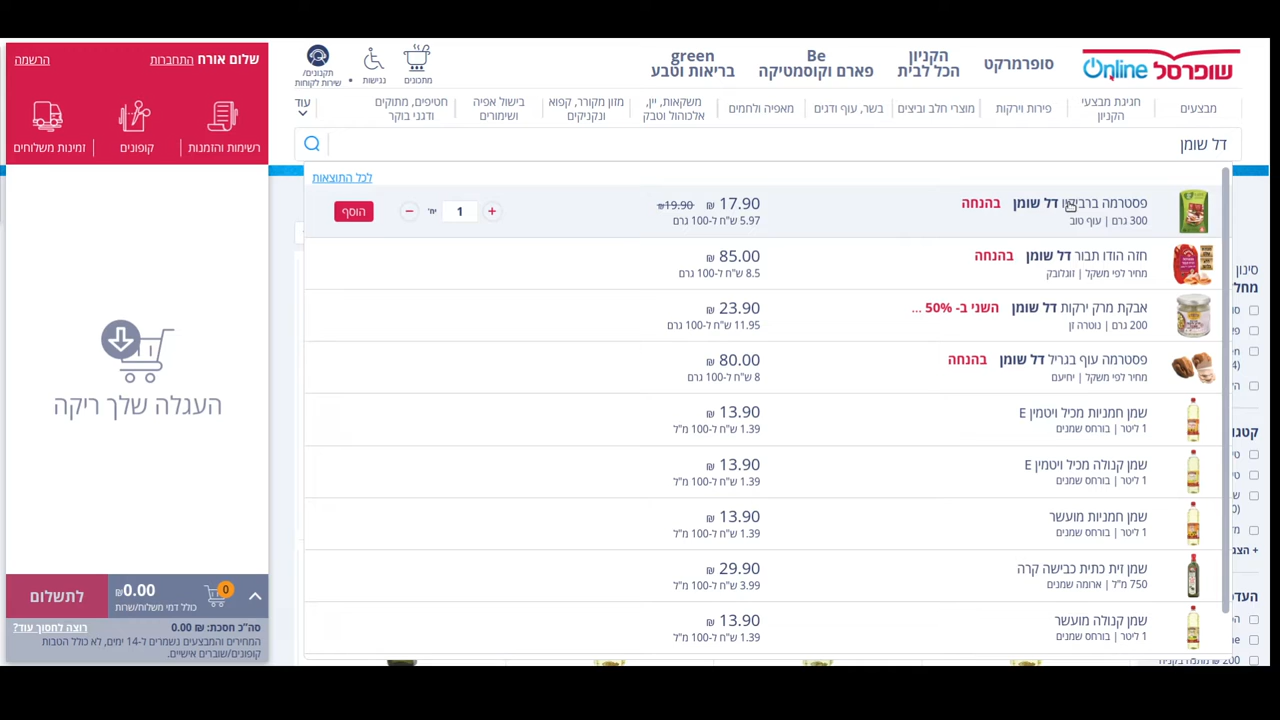 שופרסל Online
סופרמרקט
הקניון
הכל לבית
Be
פארם וקוסמטיקה
green
בריאות וטבע
מתכונים
נגישות
תקנונים/
שירות לקוחות
שלום אורח התחברות
הרשמה
מבצעים
חגיגת מבצעי
הקניון
פירות וירקות
מוצרי חלב וביצים
בשר, עוף ודגים
מאפיה ולחמים
משקאות, יין,
אלכוהול וטבק
מזון מקורר, קפוא
ונקניקים
בישול אפיה
ושימורים
חטיפים, מתוקים
ודגני בוקר
עוד
רשימות והזמנות
קופונים
זמינות משלוחים
דל שומן
לכל התוצאות
דל שומן בהנחה
17.90 ₪ ₪19.90
1 יח'
הוסף
300 גרם | עוף טוב
5.97 ש"ח ל-100 גרם
חזה הודו תבור דל שומן בהנחה
85.00 ₪
מחיר לפי משקל | זוגלובק
8.5 ש"ח ל-100 גרם
אבקת מרק ירקות דל שומן השני ב- 50% ...
23.90 ₪
200 גרם | נוטרה זן
11.95 ש"ח ל-100 גרם
פסטרמה עוף בגריל דל שומן בהנחה
80.00 ₪
מחיר לפי משקל | יחיעם
8 ש"ח ל-100 גרם
שמן חמניות מכיל ויטמין E
13.90 ₪
1 ליטר | בורחס שמנים
1.39 ש"ח ל-100 מ"ל
שמן קנולה מכיל ויטמין E
13.90 ₪
1 ליטר | בורחס שמנים
1.39 ש"ח ל-100 מ"ל
שמן חמניות מועשר
13.90 ₪
1 ליטר | בורחס שמנים
1.39 ש"ח ל-100 מ"ל
שמן זית כתית כבישה קרה
29.90 ₪
750 מ"ל | ארומה שמנים
3.99 ש"ח ל-100 מ"ל
שמן קנולה מועשר
13.90 ₪
1 ליטר | בורחס שמנים
1.39 ש"ח ל-100 מ"ל
סינון
העגלה שלך ריקה
0
₪0.00
כולל דמי משלוח/שרות
לתשלום
סה"כ חסכת: ₪ 0.00
רוצה לחסוך עוד?
המחירים והמבצעים נשמרים ל-14 ימים, לא כולל הטבות
קופונים/שוברים אישיים.